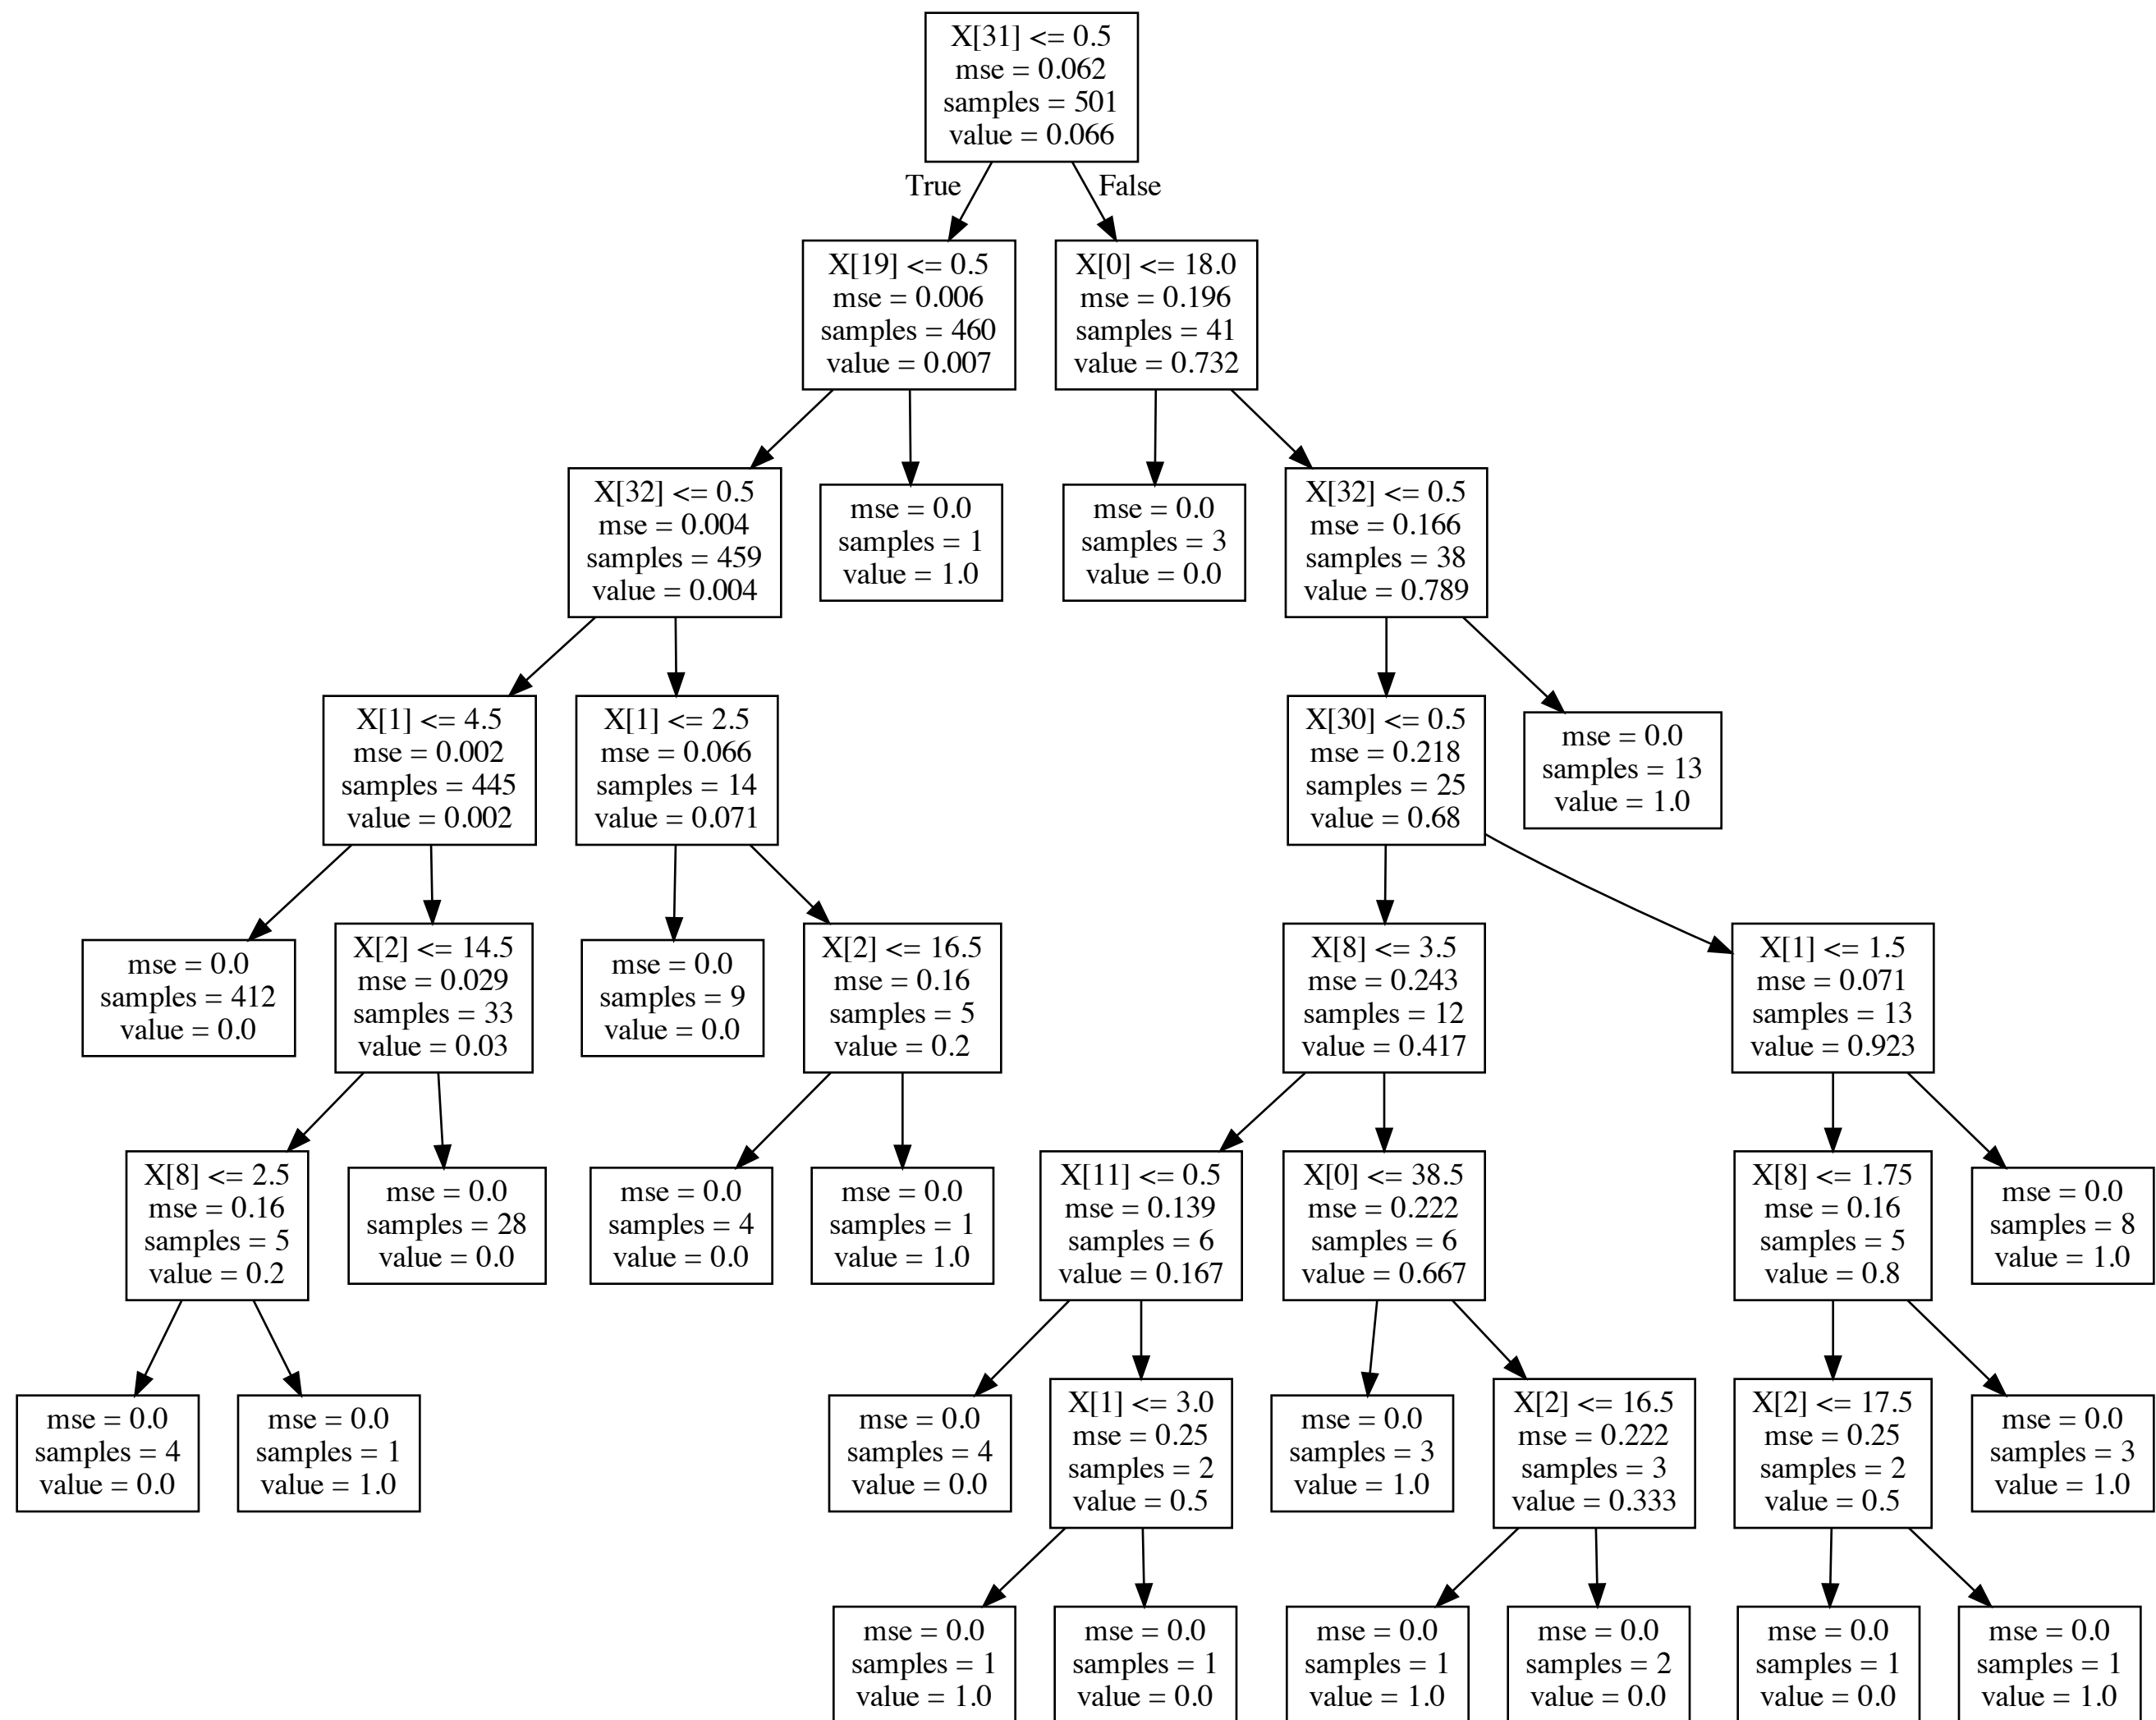 X[31] <= 0.5
mse = 0.062
samples = 501
value = 0.066
True
False
X[19] <= 0.5
mse = 0.006
samples = 460
value = 0.007
X[0] <= 18.0
mse = 0.196
samples = 41
value = 0.732
X[32] <= 0.5
mse = 0.004
samples = 459
value = 0.004
mse = 0.0
samples = 1
value = 1.0
mse = 0.0
samples = 3
value = 0.0
X[32] <= 0.5
mse = 0.166
samples = 38
value = 0.789
X[1] <= 4.5
mse = 0.002
samples = 445
value = 0.002
X[1] <= 2.5
mse = 0.066
samples = 14
value = 0.071
X[30] <= 0.5
mse = 0.218
samples = 25
value = 0.68
mse = 0.0
samples = 13
value = 1.0
mse = 0.0
samples = 412
value = 0.0
X[2] <= 14.5
mse = 0.029
samples = 33
value = 0.03
mse = 0.0
samples = 9
value = 0.0
X[2] <= 16.5
mse = 0.16
samples = 5
value = 0.2
X[8] <= 3.5
mse = 0.243
samples = 12
value = 0.417
X[1] <= 1.5
mse = 0.071
samples = 13
value = 0.923
X[8] <= 2.5
mse = 0.16
samples = 5
value = 0.2
mse = 0.0
samples = 28
value = 0.0
mse = 0.0
samples = 4
value = 0.0
mse = 0.0
samples = 1
value = 1.0
X[11] <= 0.5
mse = 0.139
samples = 6
value = 0.167
X[0] <= 38.5
mse = 0.222
samples = 6
value = 0.667
X[8] <= 1.75
mse = 0.16
samples = 5
value = 0.8
mse = 0.0
samples = 8
value = 1.0
mse = 0.0
samples = 4
value = 0.0
mse = 0.0
samples = 1
value = 1.0
mse = 0.0
samples = 4
value = 0.0
X[1] <= 3.0
mse = 0.25
samples = 2
value = 0.5
mse = 0.0
samples = 3
value = 1.0
X[2] <= 16.5
mse = 0.222
samples = 3
value = 0.333
X[2] <= 17.5
mse = 0.25
samples = 2
value = 0.5
mse = 0.0
samples = 3
value = 1.0
mse = 0.0
samples = 1
value = 1.0
mse = 0.0
samples = 1
value = 0.0
mse = 0.0
samples = 1
value = 1.0
mse = 0.0
samples = 2
value = 0.0
mse = 0.0
samples = 1
value = 0.0
mse = 0.0
samples = 1
value = 1.0